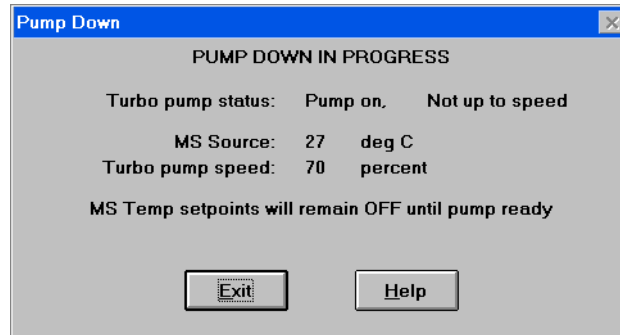 Pump Down
PUMP DOWN IN PROGRESS
Turbo pump status: Pump on, Not up to speed
MS Source: 27 deg C
Turbo pump speed: 70 percent
MS Temp setpoints will remain OFF until pump ready
Exit Help